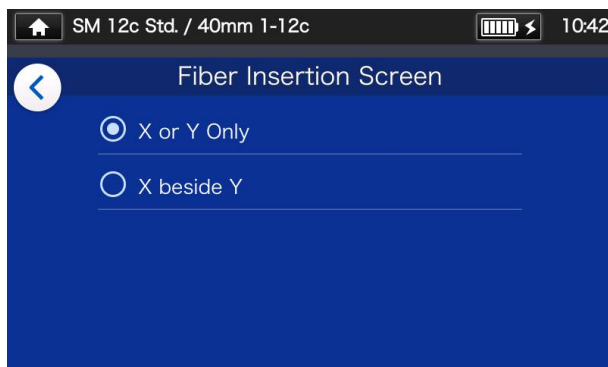 SM 12c Std. / 40mm 1-12c 10:42
Fiber Insertion Screen
X or Y Only
X beside Y